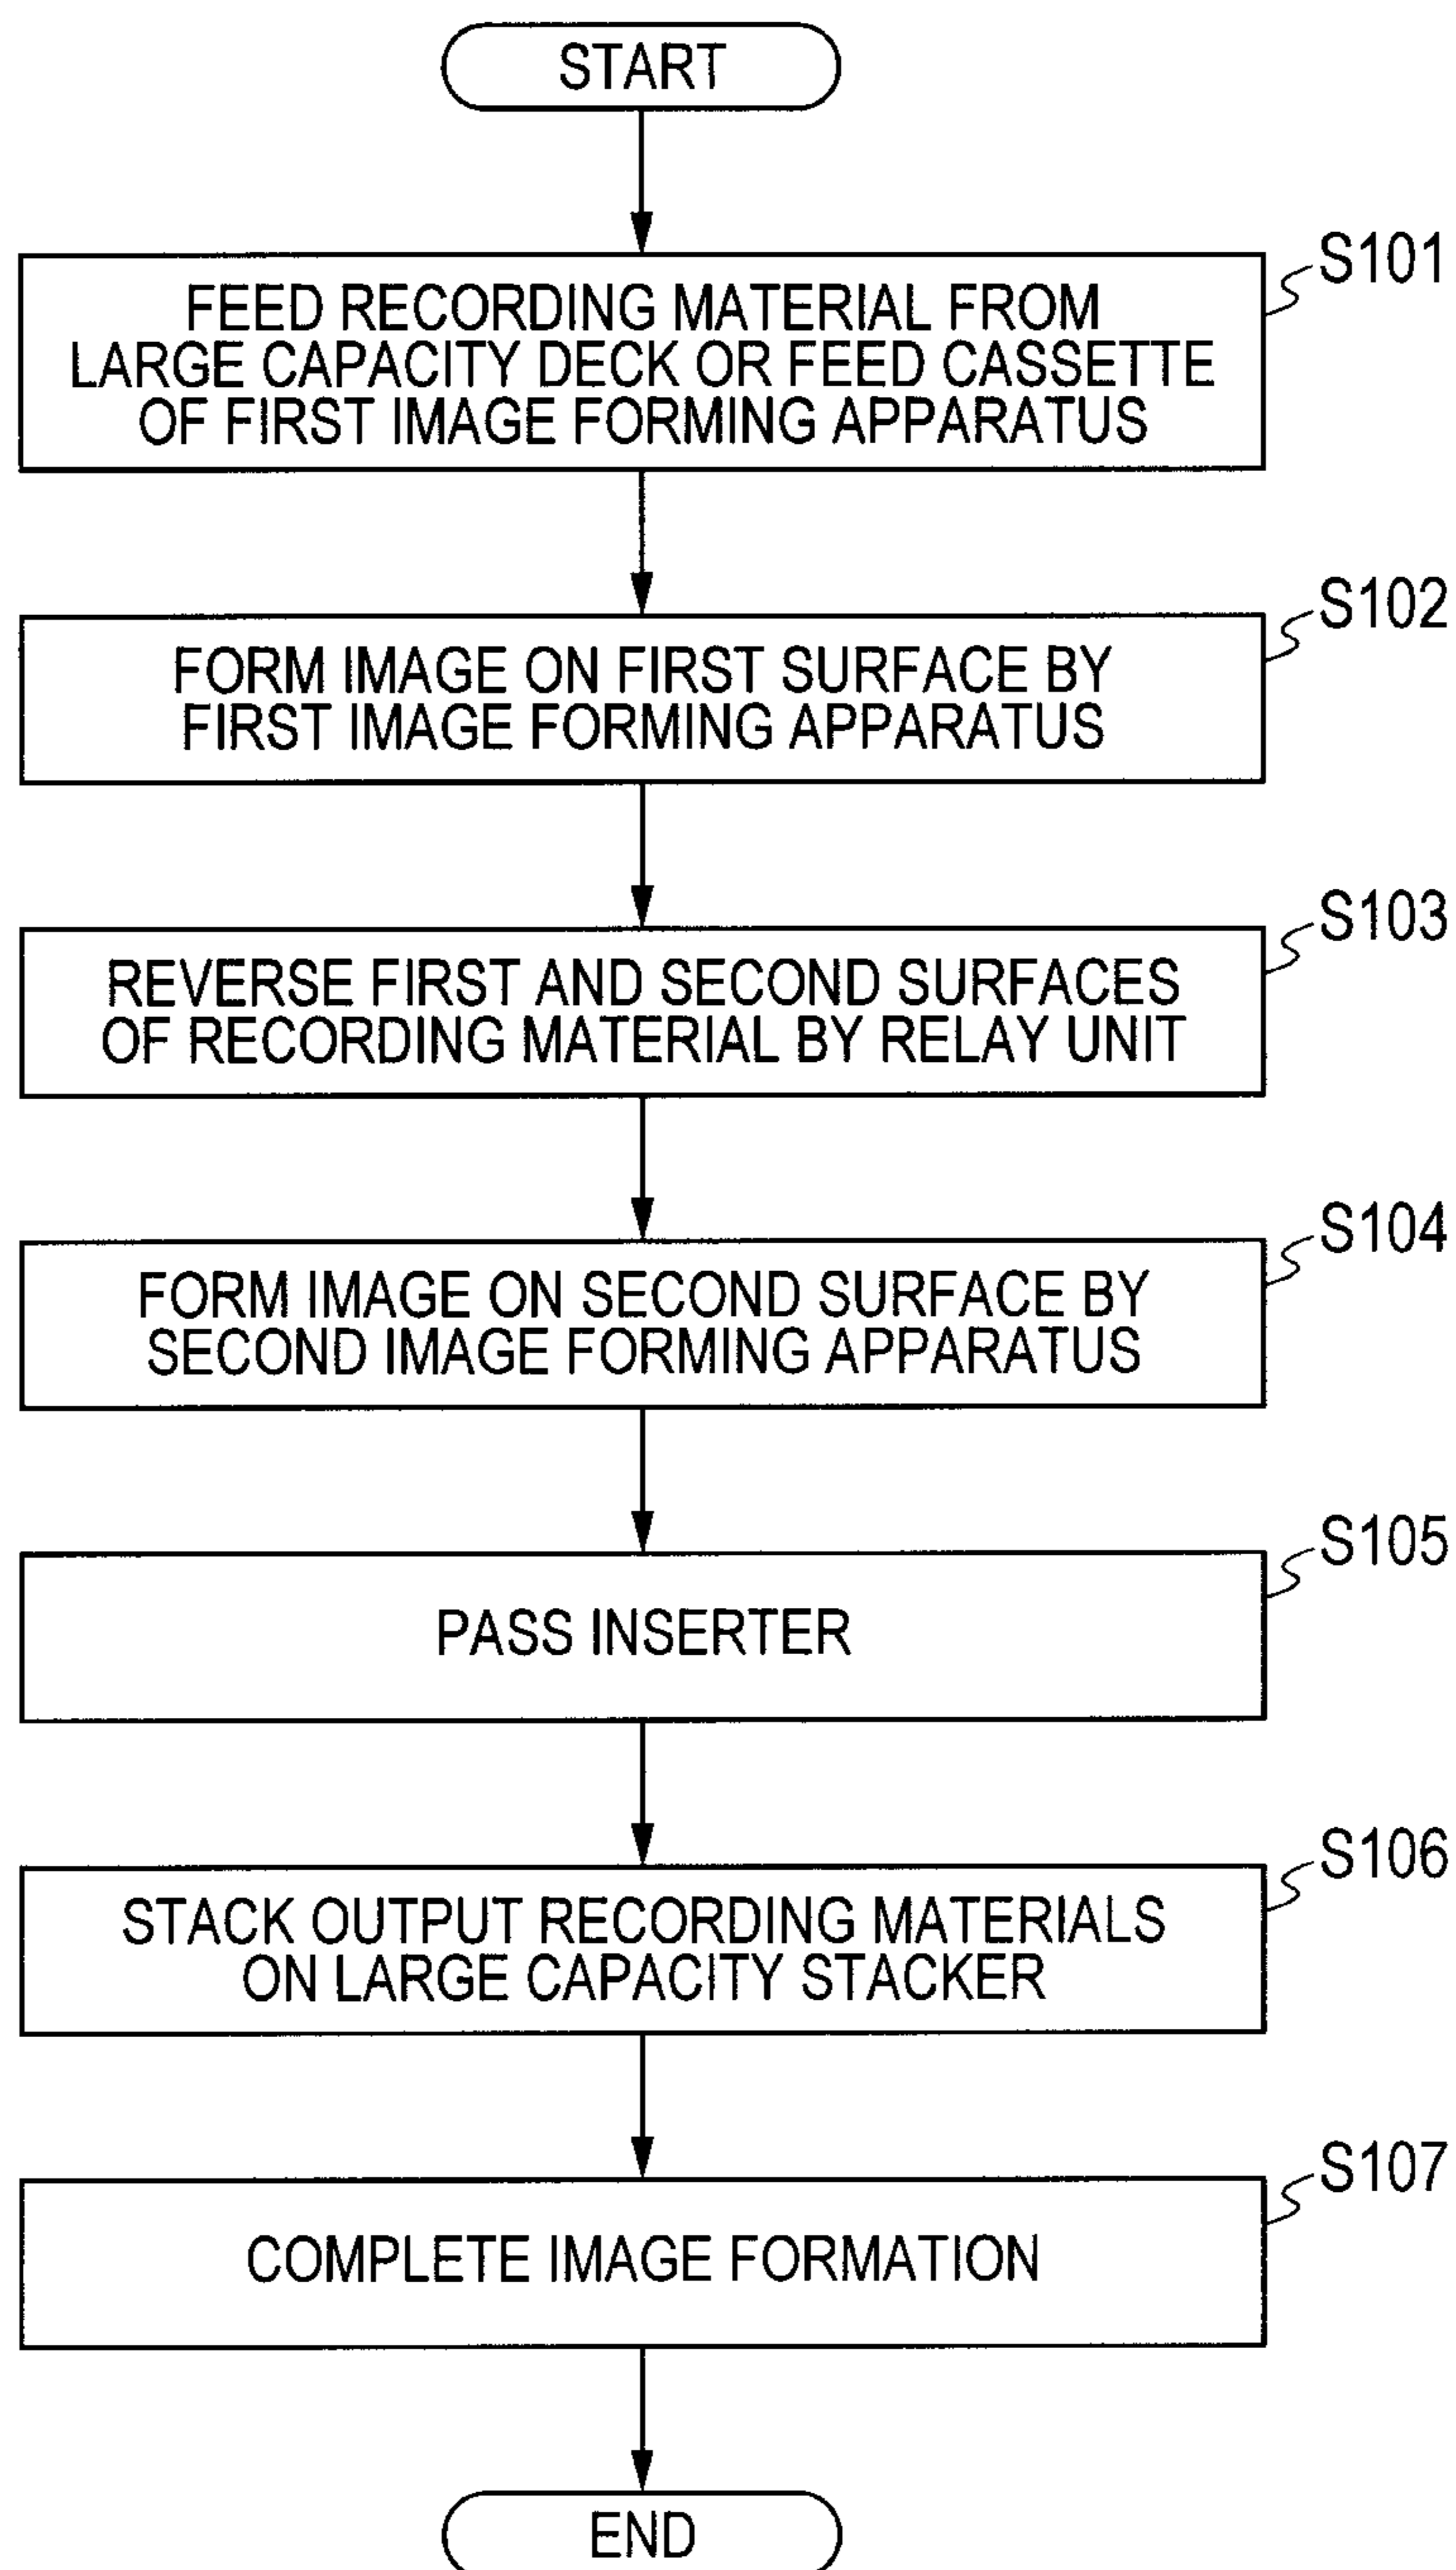 START
S101
FEED RECORDING MATERIAL FROM
LARGE CAPACITY DECK OR FEED CASSETTE
OF FIRST IMAGE FORMING APPARATUS
S102
FORM IMAGE ON FIRST SURFACE BY
FIRST IMAGE FORMING APPARATUS
S103
REVERSE FIRST AND SECOND SURFACES
OF RECORDING MATERIAL BY RELAY UNIT
S104
FORM IMAGE ON SECOND SURFACE BY
SECOND IMAGE FORMING APPARATUS
S105
PASS INSERTER
S106
STACK OUTPUT RECORDING MATERIALS
ON LARGE CAPACITY STACKER
S107
COMPLETE IMAGE FORMATION
END